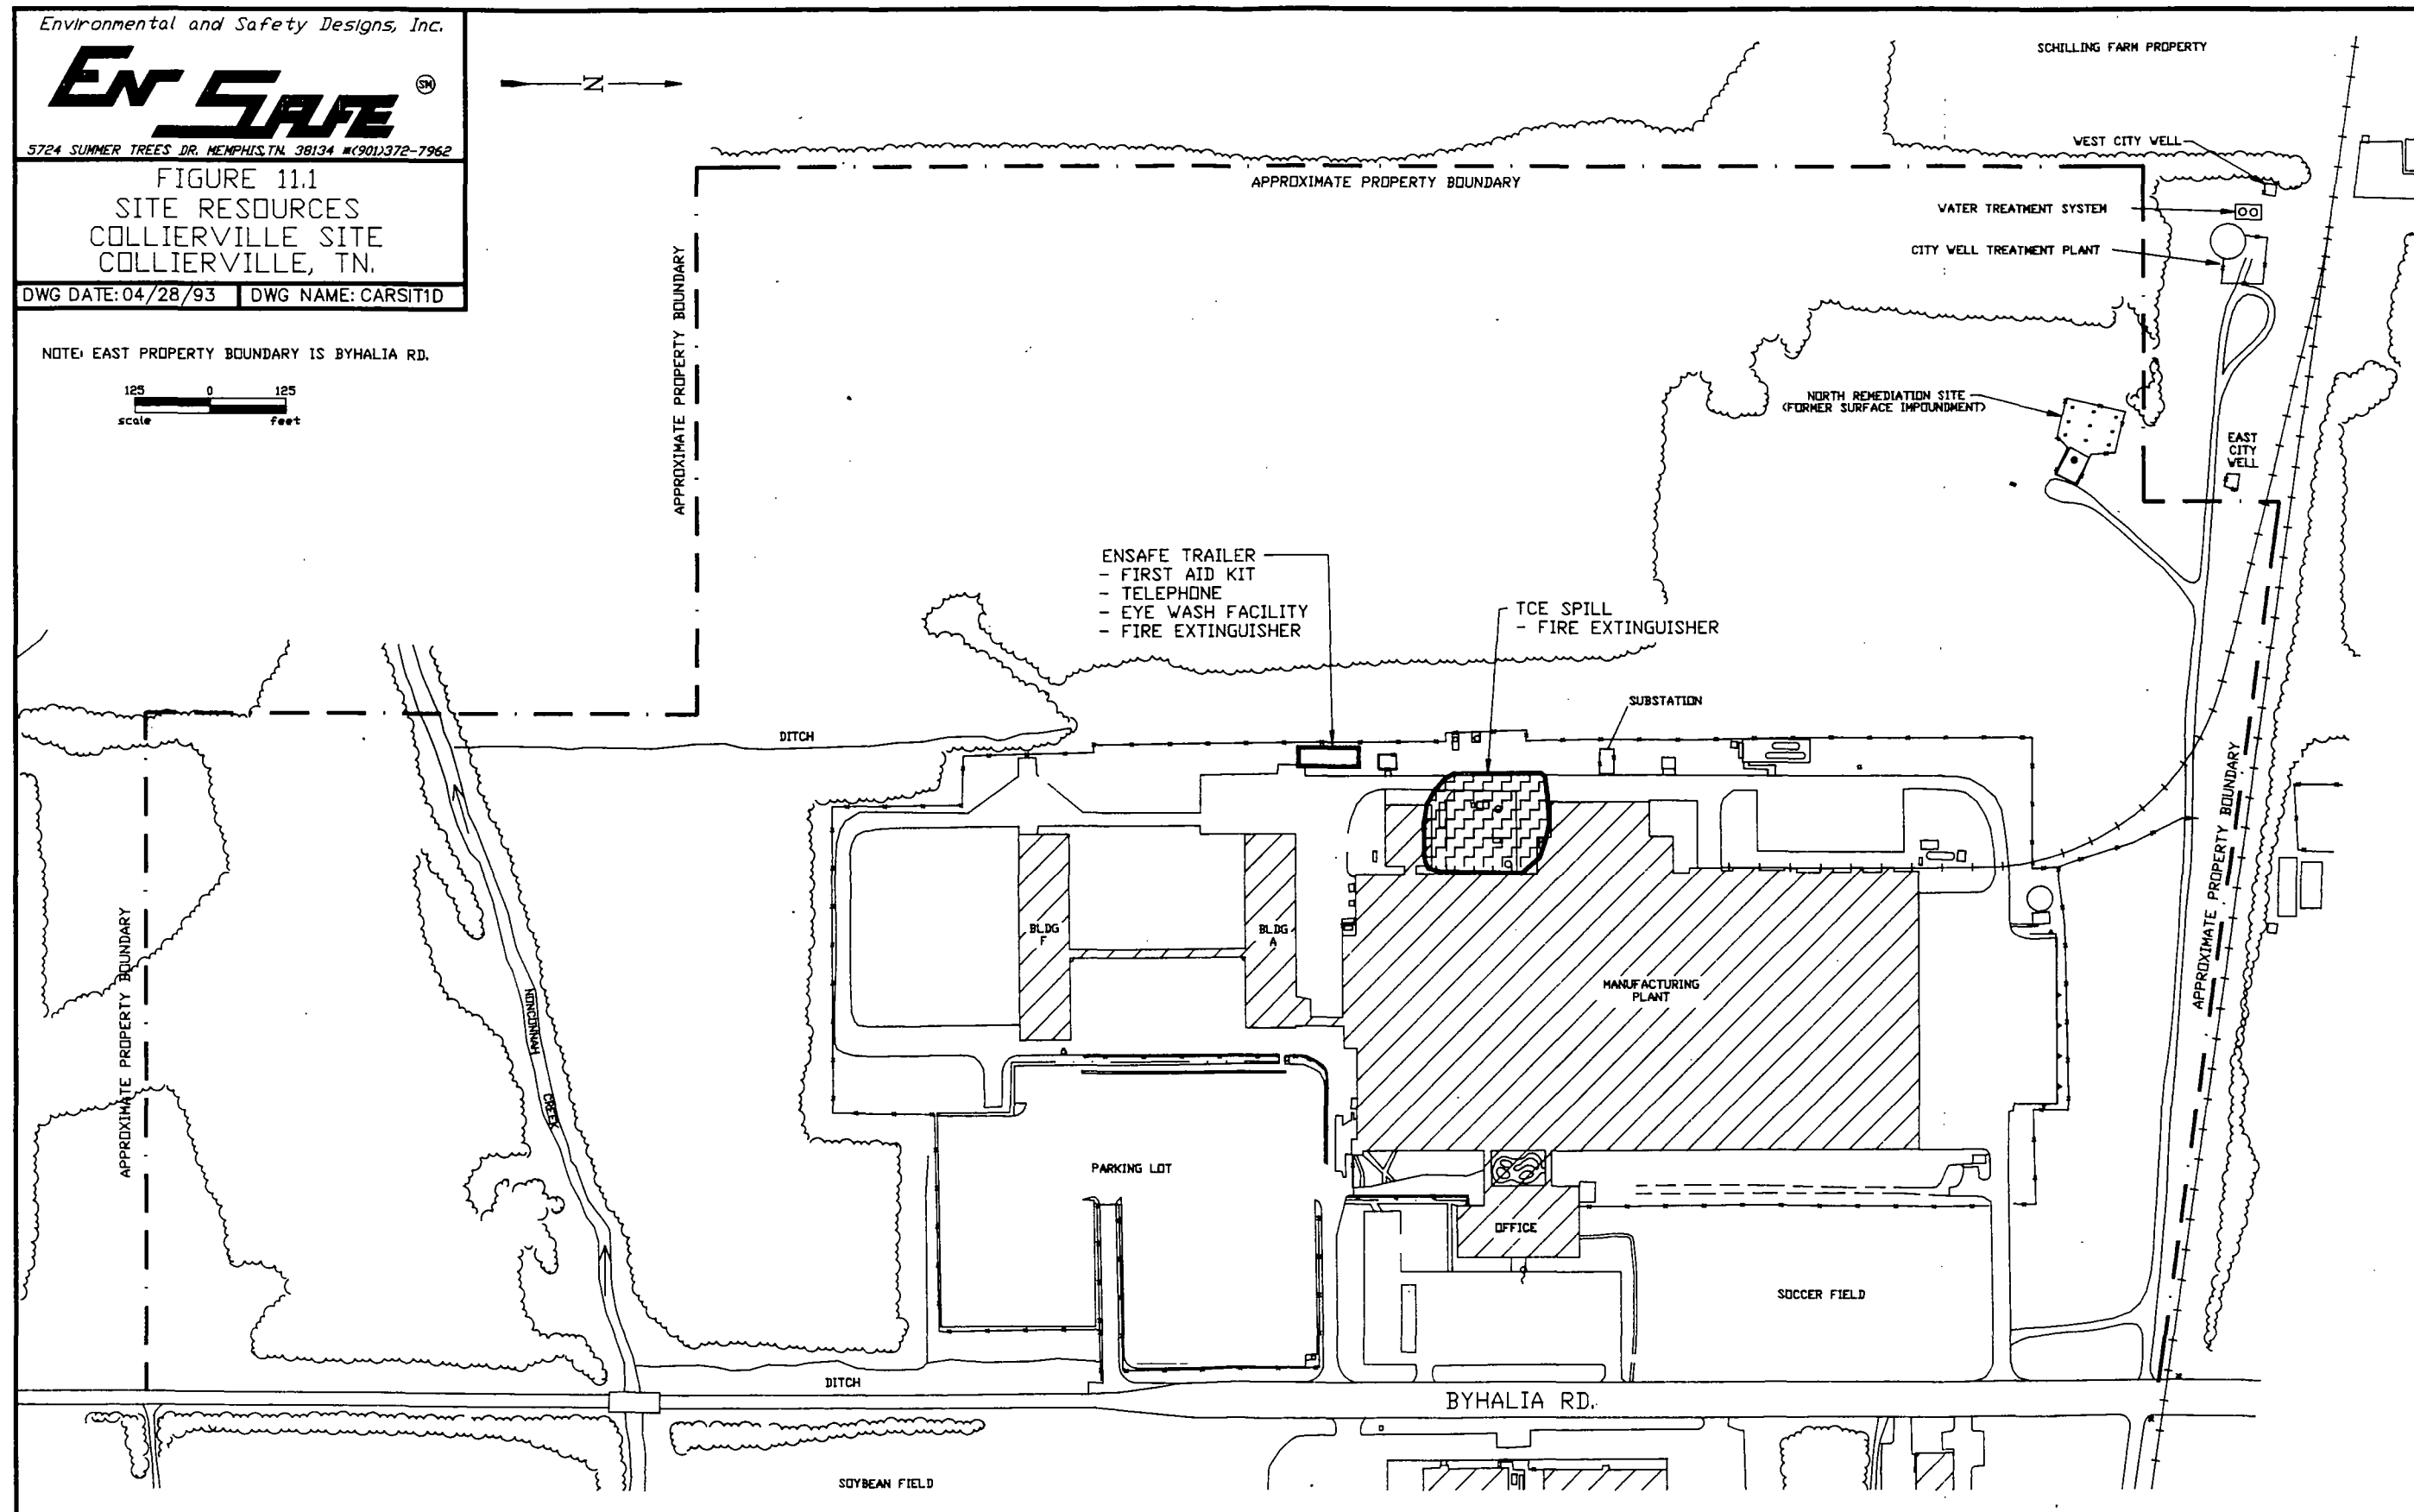 Environmental and Safety Designs, Inc.
EN SAFE SM
5724 SUMMER TREES DR. MEMPHIS,TN. 38134 (901)372-7962
FIGURE 11.1
SITE RESOURCES
COLLIERVILLE SITE
COLLIERVILLE, TN.
DWG DATE: 04/28/93 DWG NAME: CARSIT1D
NOTE: EAST PROPERTY BOUNDARY IS BYHALIA RD.
125 0 125
scale feet
N
SCHILLING FARM PROPERTY
WEST CITY WELL
APPROXIMATE PROPERTY BOUNDARY
WATER TREATMENT SYSTEM
CITY WELL TREATMENT PLANT
APPROXIMATE PROPERTY BOUNDARY
NORTH REMEDIATION SITE
(FORMER SURFACE IMPOUNDMENT)
EAST
CITY
WELL
ENSAFE TRAILER
- FIRST AID KIT
- TELEPHONE
- EYE WASH FACILITY
- FIRE EXTINGUISHER
TCE SPILL
- FIRE EXTINGUISHER
SUBSTATION
DITCH
APPROXIMATE PROPERTY BOUNDARY
APPROXIMATE PROPERTY BOUNDARY
BLDG
F
BLDG
A
MANUFACTURING
PLANT
NONCONNAH
CREEK
PARKING LOT
OFFICE
SOCCER FIELD
DITCH
BYHALIA RD.
SOYBEAN FIELD